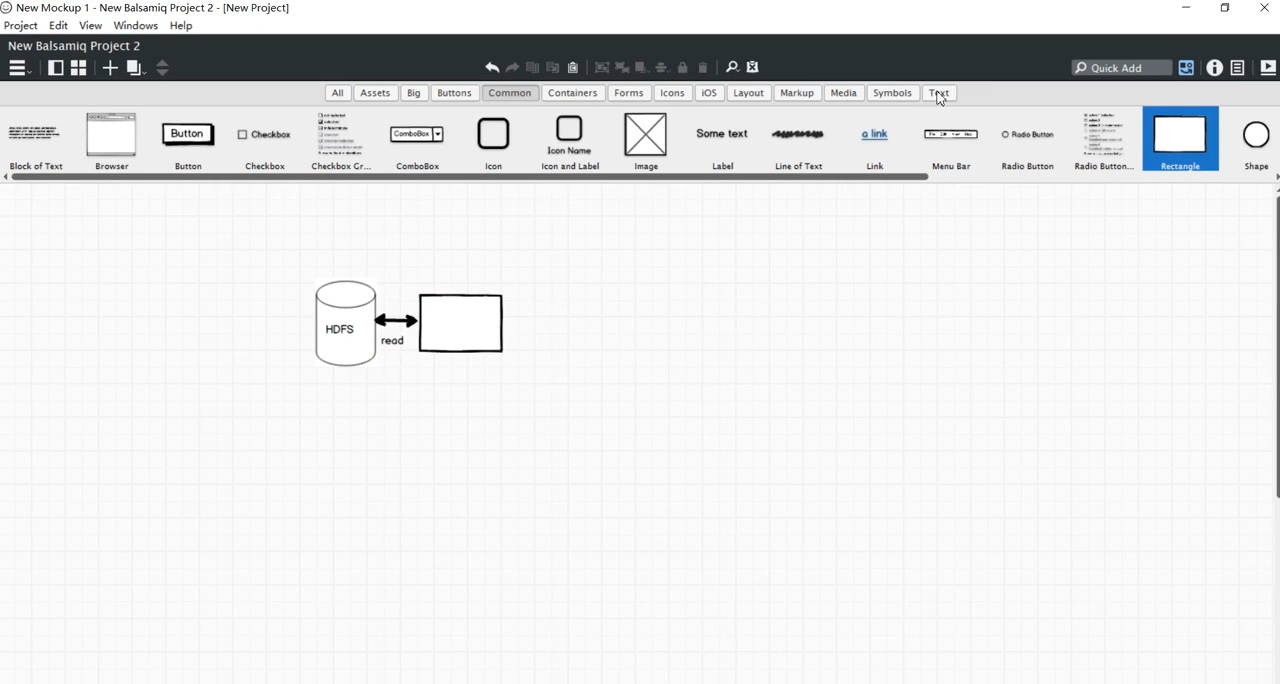 New Mockup 1 - New Balsamiq Project 2 - [New Project]
Project Edit View Windows Help
New Balsamiq Project 2
Quick Add
All Assets Big Buttons Common Containers Forms Icons iOS Layout Markup Media Symbols Text
Button Checkbox ComboBox Icon Name Some text a link Radio Button
Block of Text Browser Button Checkbox Checkbox Gr... ComboBox Icon Icon and Label Image Label Line of Text Link Menu Bar Radio Button Radio Button... Rectangle Shape
HDFS
read